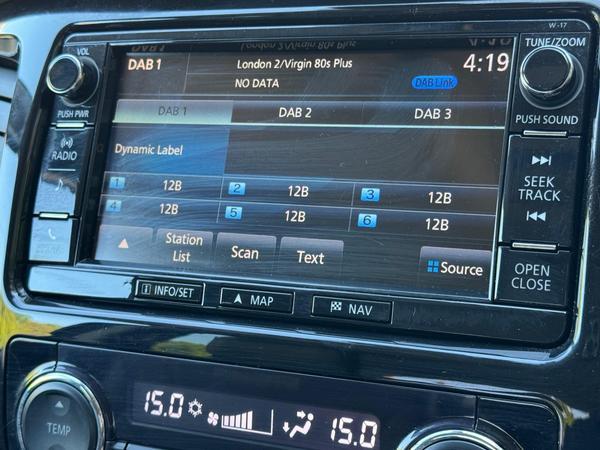 W-17
VOL
PUSH PWR
DAB 1
London 2/Virgin 80s Plus
NO DATA
DAB Link
4:19
TUNE/ZOOM
PUSH SOUND
DAB 1 DAB 2 DAB 3
RADIO
Dynamic Label
1 12B 2 12B 3 12B
4 12B 5 12B 6 12B
SEEK
TRACK
Station
List
Scan
Text
Source
OPEN
CLOSE
i INFO/SET
MAP
NAV
TEMP
15.0
15.0